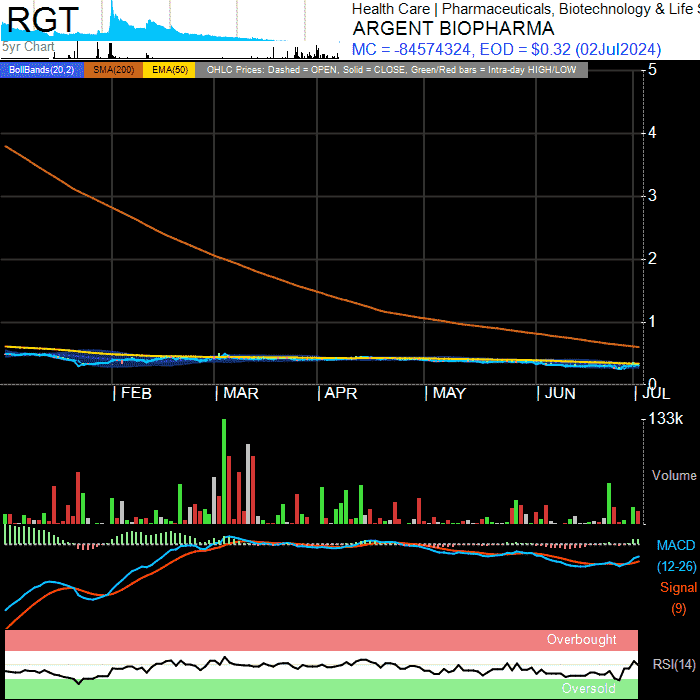 RGT
5yr Chart
Health Care | Pharmaceuticals, Biotechnology & Life S
ARGENT BIOPHARMA
MC = -84574324, EOD = $0.32 (02Jul2024)
BollBands(20,2) SMA(200) EMA(50) OHLC Prices: Dashed = OPEN, Solid = CLOSE, Green/Red bars = Intra-day HIGH/LOW
5
4
3
2
1
0
FEB MAR APR MAY JUN JUL
133k
Volume
MACD
(12-26)
Signal
(9)
Overbought
RSI(14)
Oversold